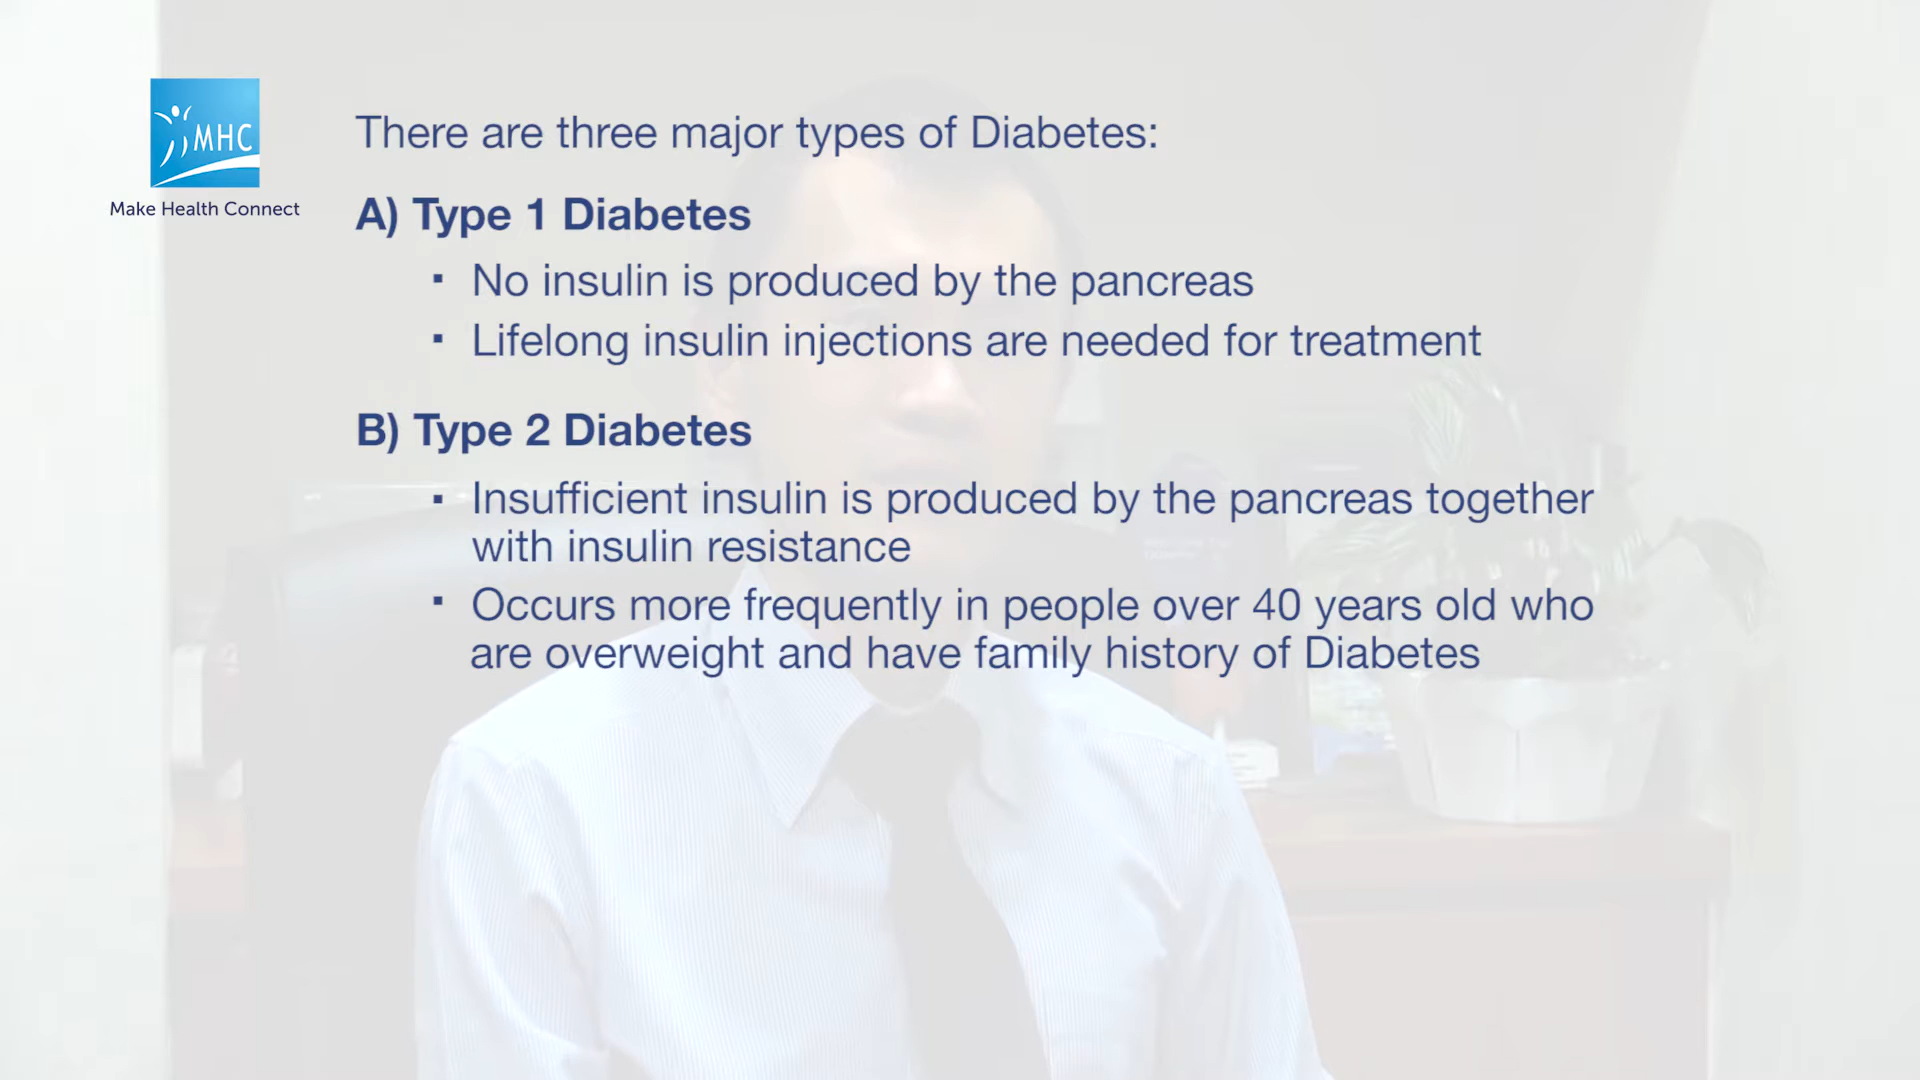 MHC
Make Health Connect
There are three major types of Diabetes:
A) Type 1 Diabetes
▪ No insulin is produced by the pancreas
▪ Lifelong insulin injections are needed for treatment
B) Type 2 Diabetes
▪ Insufficient insulin is produced by the pancreas together
with insulin resistance
▪ Occurs more frequently in people over 40 years old who
are overweight and have family history of Diabetes